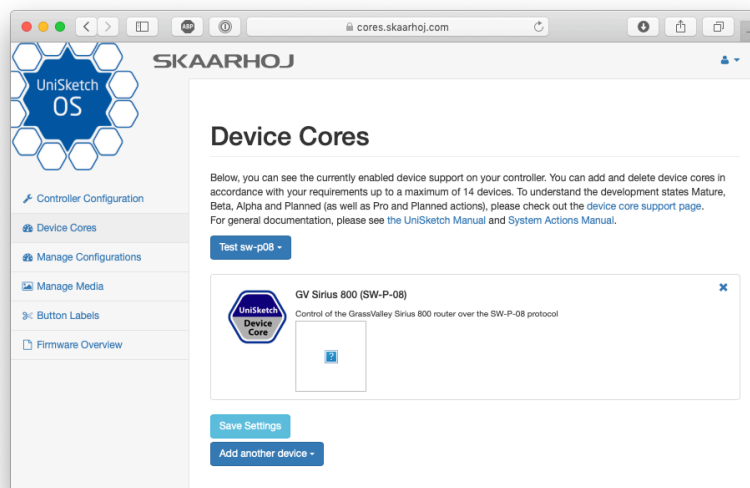 ABP
cores.skaarhoj.com
UniSketch
OS
SKAARHOJ
Controller Configuration
Device Cores
Manage Configurations
Manage Media
Button Labels
Firmware Overview
Device Cores
Below, you can see the currently enabled device support on your controller. You can add and delete device cores in
accordance with your requirements up to a maximum of 14 devices. To understand the development states Mature,
Beta, Alpha and Planned (as well as Pro and Planned actions), please check out the device core support page.
For general documentation, please see the UniSketch Manual and System Actions Manual.
Test sw-p08
UniSketch
Device
Core
GV Sirius 800 (SW-P-08)
Control of the GrassValley Sirius 800 router over the SW-P-08 protocol
?
Save Settings
Add another device